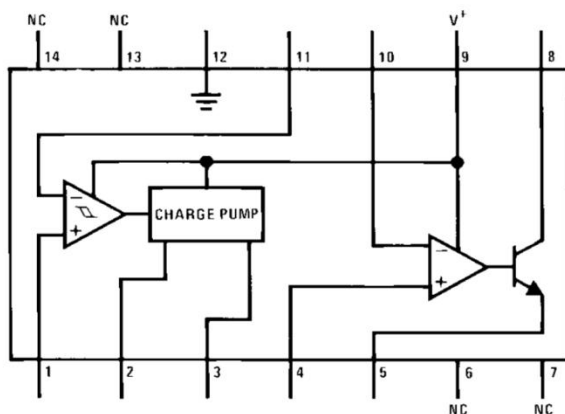 NC NC V+
14 13 12 11 10 9 8
−
+
CHARGE PUMP
−
+
1 2 3 4 5 6 7
NC NC